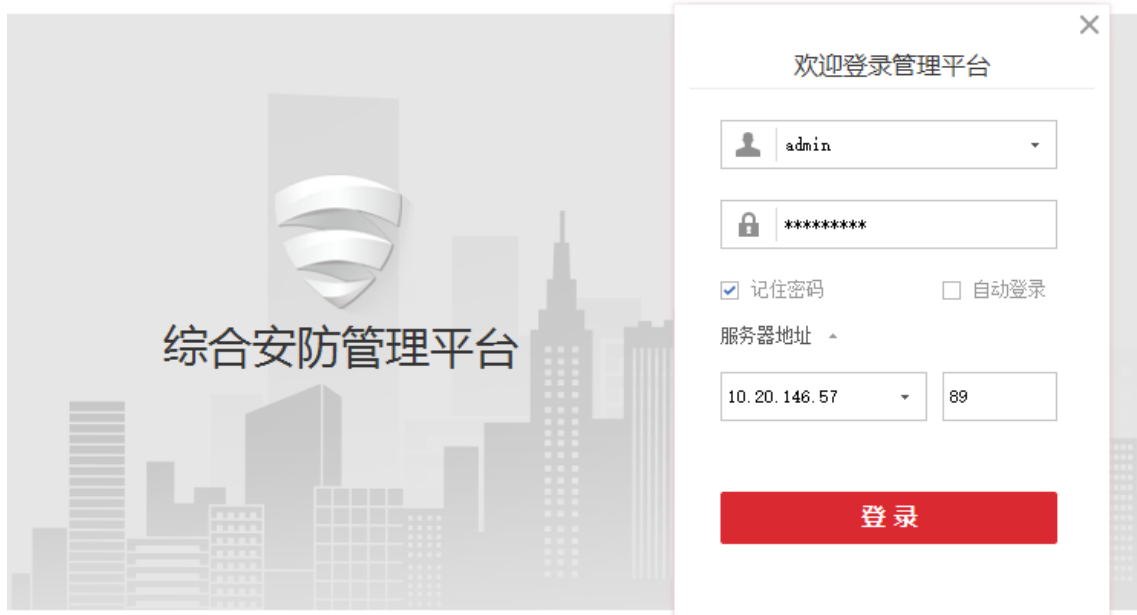 欢迎登录管理平台
admin
*********
记住密码 自动登录
服务器地址
10.20.146.57 89
登录
综合安防管理平台